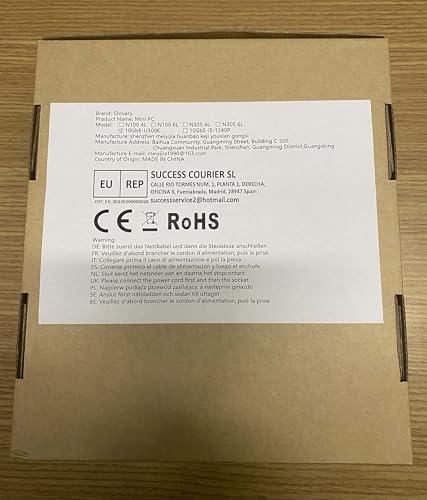 Brand: Glovary
Product Name: Mini PC
Model: ☐ N100 4L ☐ N100 6L ☐ N305 4L ☐ N305 6L
☑ 10GbE-U300E ☐ 10GbE-i5-1240P
Manufacture: shenzhen meiyijia huanbao keji youxian gongsi
Manufacture Address: Baihua Community, Guangming Street, Building C 505,
Chuangxuan Industrial Park, Shenzhen, Guangming District,Guangdong
Manufacture E-mail: meiyijia1990@163.com
Country of Origin: MADE IN CHINA
EU REP
SUCCESS COURIER SL
CALLE RIO TORMES NUM. 1, PLANTA 1, DERECHA,
OFICINA 3, Fuenlabrada, Madrid, 28947 Spain
OST_EU_20230309000020
successservice2@hotmail.com
CE RoHS
Warning:
DE: Bitte zuerst das Netzkabel und dann die Steckdose anschließen
FR: Veuillez d'abord brancher le cordon d'alimentation, puis la prise
IT: Collegare prima il cavo di alimentazione e poi la presa
ES: Conecte primero el cable de alimentación y luego el enchufe
NL: Sluit eerst het netsnoer aan en daarna het stopcontact
UK: Please connect the power cord first and then the socket
PL: Najpierw podłącz przewód zasilający, a następnie gniazdo
SE: Anslut först nätsladden och sedan till uttaget
BE: Veuillez d'abord brancher le cordon d'alimentation, puis la prise